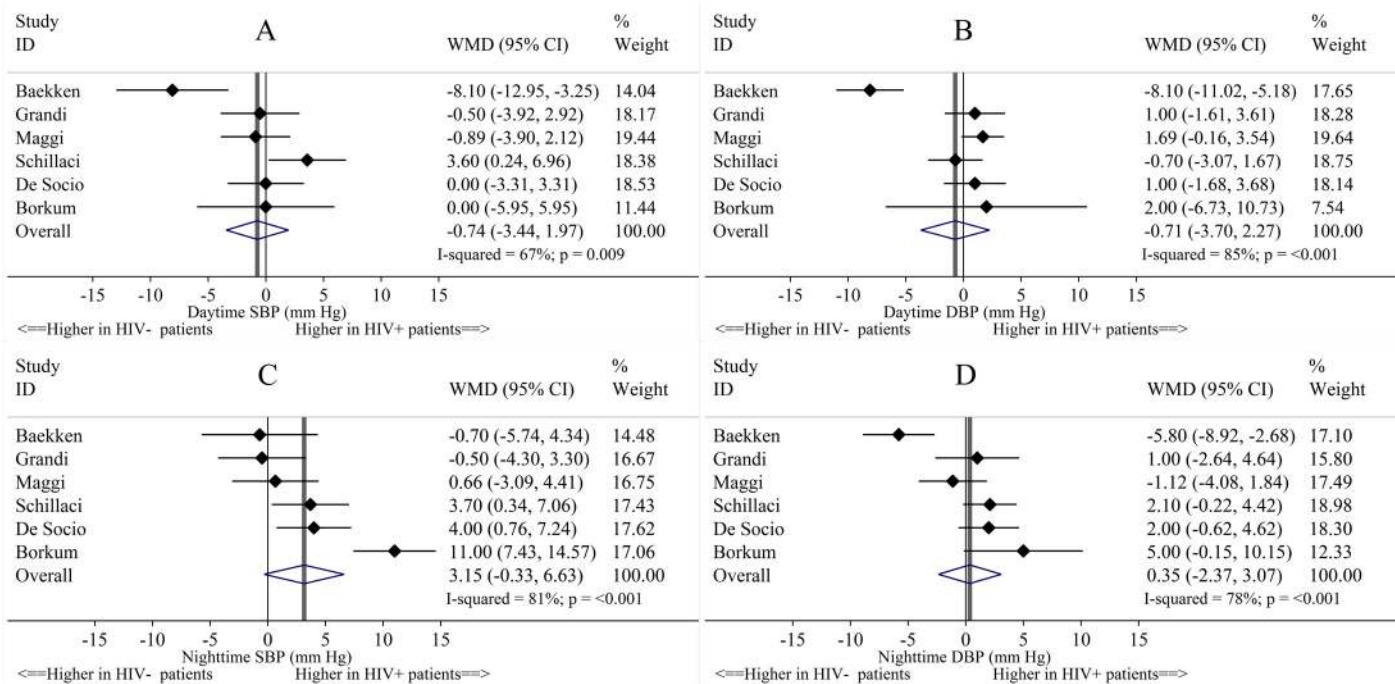 Study % 
ID A WMD (95% CI) Weight
Baekken -8.10 (-12.95, -3.25) 14.04
Grandi -0.50 (-3.92, 2.92) 18.17
Maggi -0.89 (-3.90, 2.12) 19.44
Schillaci 3.60 (0.24, 6.96) 18.38
De Socio 0.00 (-3.31, 3.31) 18.53
Borkum 0.00 (-5.95, 5.95) 11.44
Overall -0.74 (-3.44, 1.97) 100.00
I-squared = 67%; p = 0.009
-15 -10 -5 0 5 10 15
Daytime SBP (mm Hg)
<==Higher in HIV- patients Higher in HIV+ patients==>
Study %
ID B WMD (95% CI) Weight
Baekken -8.10 (-11.02, -5.18) 17.65
Grandi 1.00 (-1.61, 3.61) 18.28
Maggi 1.69 (-0.16, 3.54) 19.64
Schillaci -0.70 (-3.07, 1.67) 18.75
De Socio 1.00 (-1.68, 3.68) 18.14
Borkum 2.00 (-6.73, 10.73) 7.54
Overall -0.71 (-3.70, 2.27) 100.00
I-squared = 85%; p = <0.001
-15 -10 -5 0 5 10 15
Daytime DBP (mm Hg)
<==Higher in HIV- patients Higher in HIV+ patients==>
Study %
ID C WMD (95% CI) Weight
Baekken -0.70 (-5.74, 4.34) 14.48
Grandi -0.50 (-4.30, 3.30) 16.67
Maggi 0.66 (-3.09, 4.41) 16.75
Schillaci 3.70 (0.34, 7.06) 17.43
De Socio 4.00 (0.76, 7.24) 17.62
Borkum 11.00 (7.43, 14.57) 17.06
Overall 3.15 (-0.33, 6.63) 100.00
I-squared = 81%; p = <0.001
-15 -10 -5 0 5 10 15
Nighttime SBP (mm Hg)
<==Higher in HIV- patients Higher in HIV+ patients==>
Study %
ID D WMD (95% CI) Weight
Baekken -5.80 (-8.92, -2.68) 17.10
Grandi 1.00 (-2.64, 4.64) 15.80
Maggi -1.12 (-4.08, 1.84) 17.49
Schillaci 2.10 (-0.22, 4.42) 18.98
De Socio 2.00 (-0.62, 4.62) 18.30
Borkum 5.00 (-0.15, 10.15) 12.33
Overall 0.35 (-2.37, 3.07) 100.00
I-squared = 78%; p = <0.001
-15 -10 -5 0 5 10 15
Nighttime DBP (mm Hg)
<==Higher in HIV- patients Higher in HIV+ patients==>